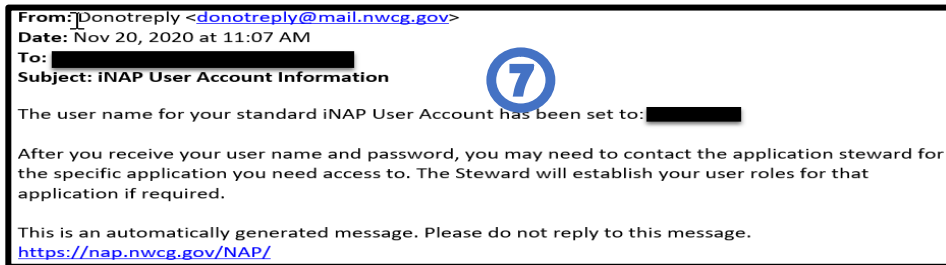 From: Donotreply <donotreply@mail.nwcg.gov>
Date: Nov 20, 2020 at 11:07 AM
To:
Subject: iNAP User Account Information
7
The user name for your standard iNAP User Account has been set to:
After you receive your user name and password, you may need to contact the application steward for
the specific application you need access to. The Steward will establish your user roles for that
application if required.
This is an automatically generated message. Please do not reply to this message.
https://nap.nwcg.gov/NAP/